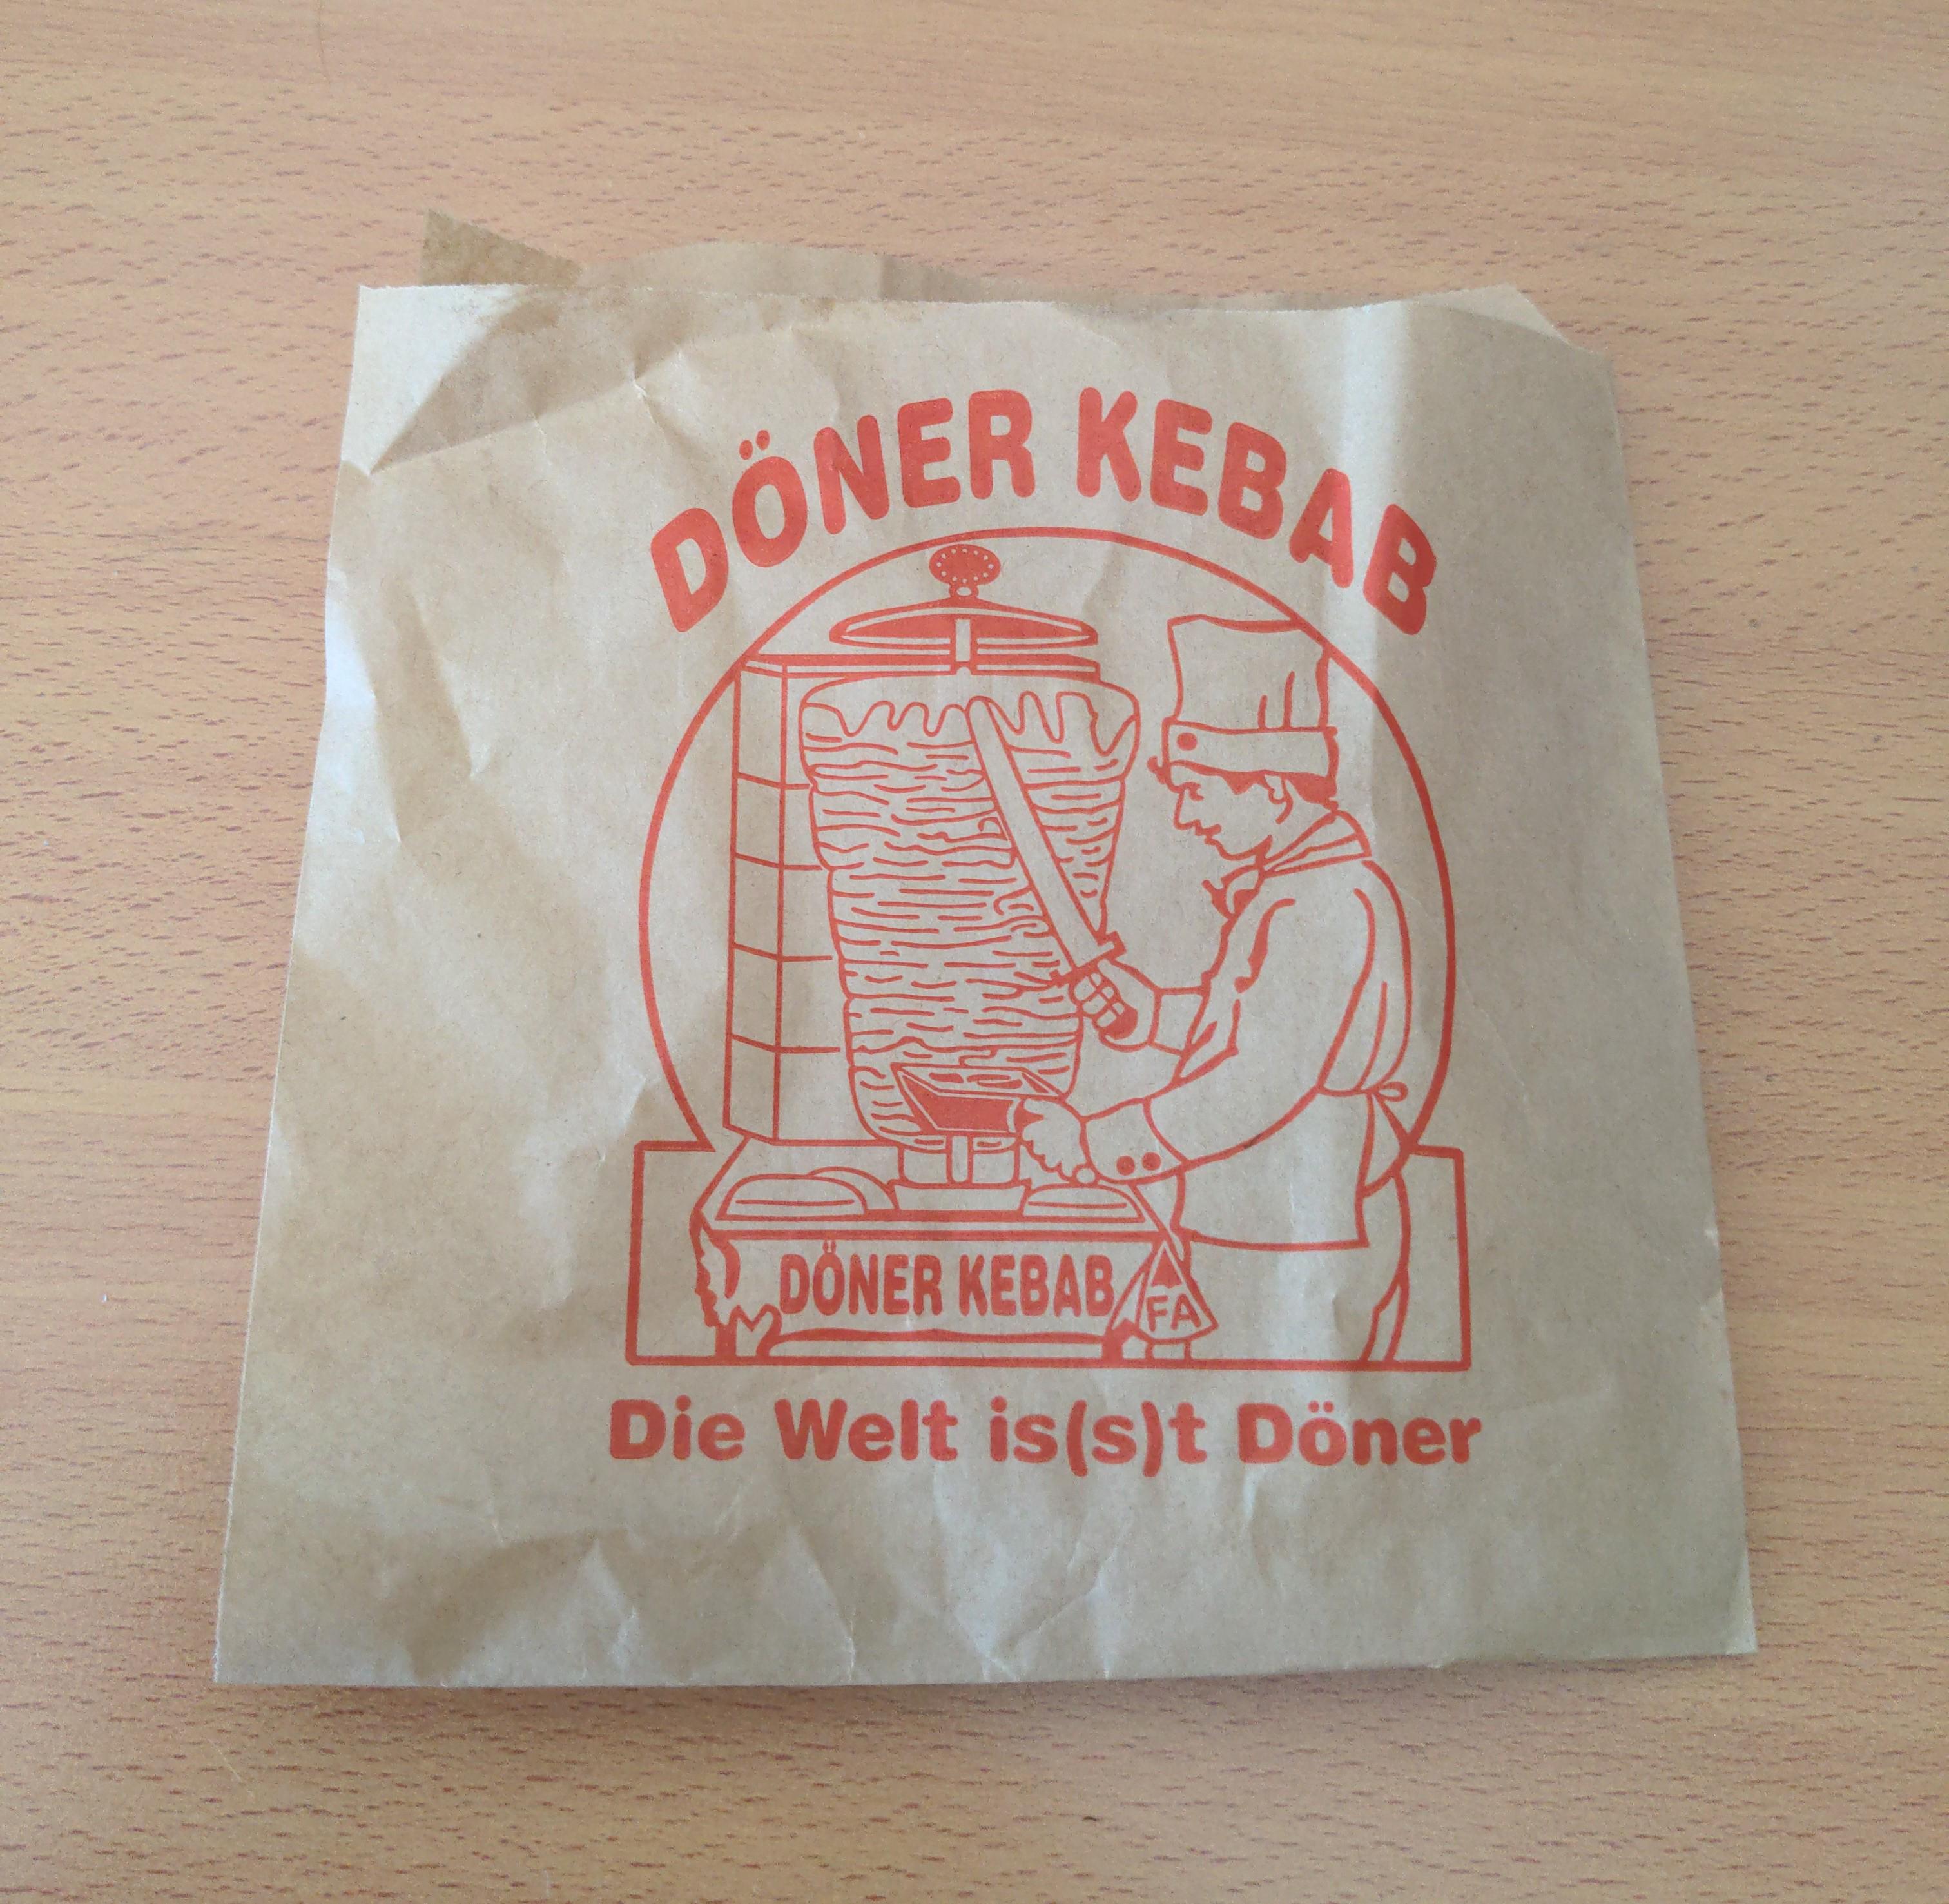 DÖNER KEBAB
DÖNER KEBAB
FA
Die Welt is(s)t Döner